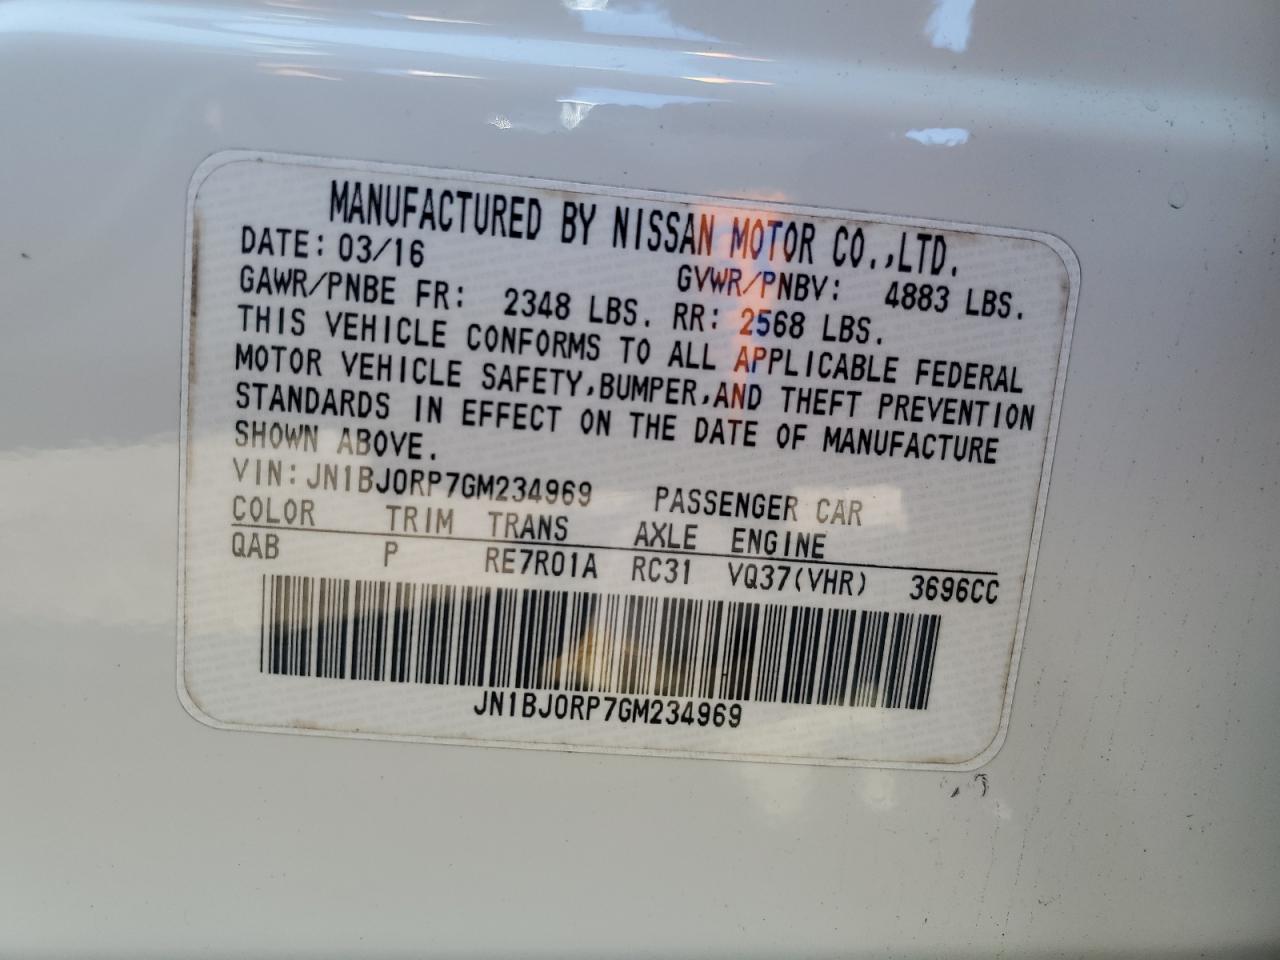 MANUFACTURED BY NISSAN MOTOR CO.,LTD.
DATE: 03/16 GVWR/PNBV: 4883 LBS.
GAWR/PNBE FR: 2348 LBS. RR: 2568 LBS.
THIS VEHICLE CONFORMS TO ALL APPLICABLE FEDERAL
MOTOR VEHICLE SAFETY,BUMPER,AND THEFT PREVENTION
STANDARDS IN EFFECT ON THE DATE OF MANUFACTURE
SHOWN ABOVE.
VIN: JN1BJ0RP7GM234969 PASSENGER CAR
COLOR TRIM TRANS AXLE ENGINE
QAB P RE7R01A RC31 VQ37(VHR) 3696CC
JN1BJ0RP7GM234969